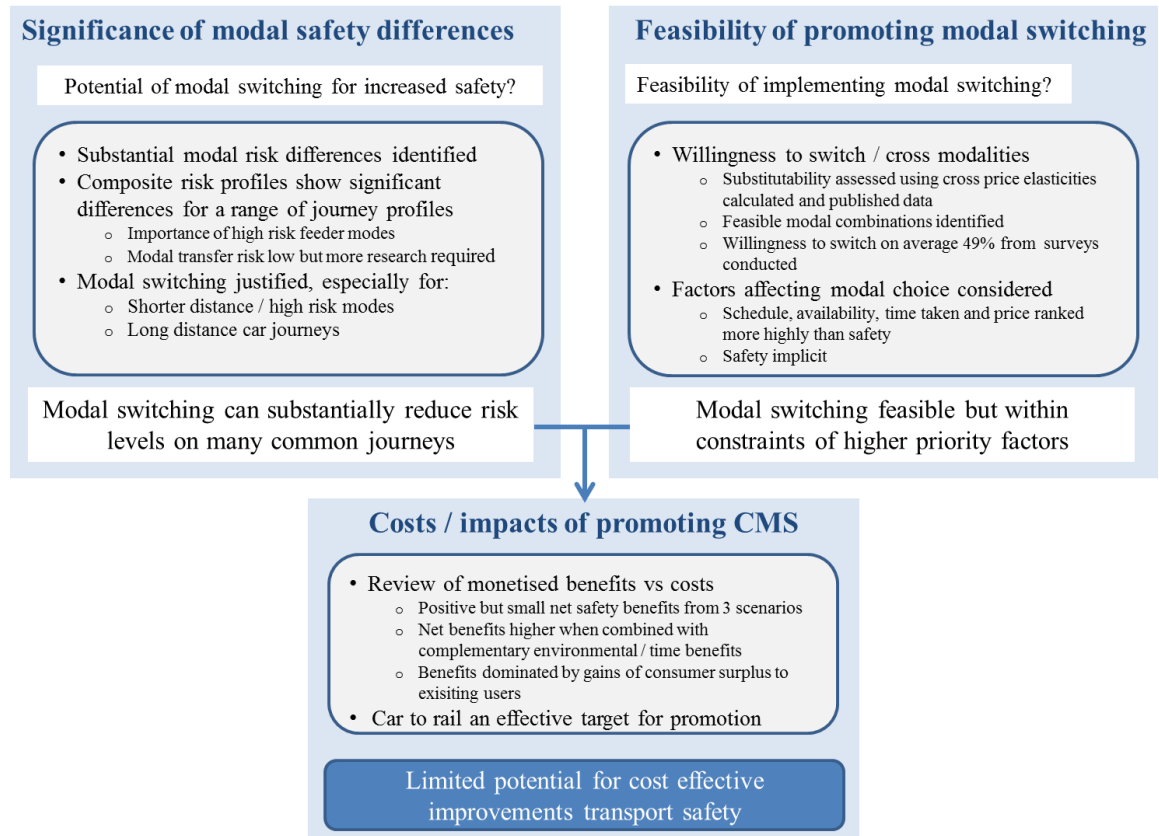 Significance of modal safety differences
Potential of modal switching for increased safety?
• Substantial modal risk differences identified
• Composite risk profiles show significant
differences for a range of journey profiles
o Importance of high risk feeder modes
o Modal transfer risk low but more research required
• Modal switching justified, especially for:
o Shorter distance / high risk modes
o Long distance car journeys
Modal switching can substantially reduce risk
levels on many common journeys
Feasibility of promoting modal switching
Feasibility of implementing modal switching?
• Willingness to switch / cross modalities
o Substitutability assessed using cross price elasticities
calculated and published data
o Feasible modal combinations identified
o Willingness to switch on average 49% from surveys
conducted
• Factors affecting modal choice considered
o Schedule, availability, time taken and price ranked
more highly than safety
o Safety implicit
Modal switching feasible but within
constraints of higher priority factors
Costs / impacts of promoting CMS
• Review of monetised benefits vs costs
o Positive but small net safety benefits from 3 scenarios
o Net benefits higher when combined with
complementary environmental / time benefits
o Benefits dominated by gains of consumer surplus to
exisiting users
• Car to rail an effective target for promotion
Limited potential for cost effective
improvements transport safety